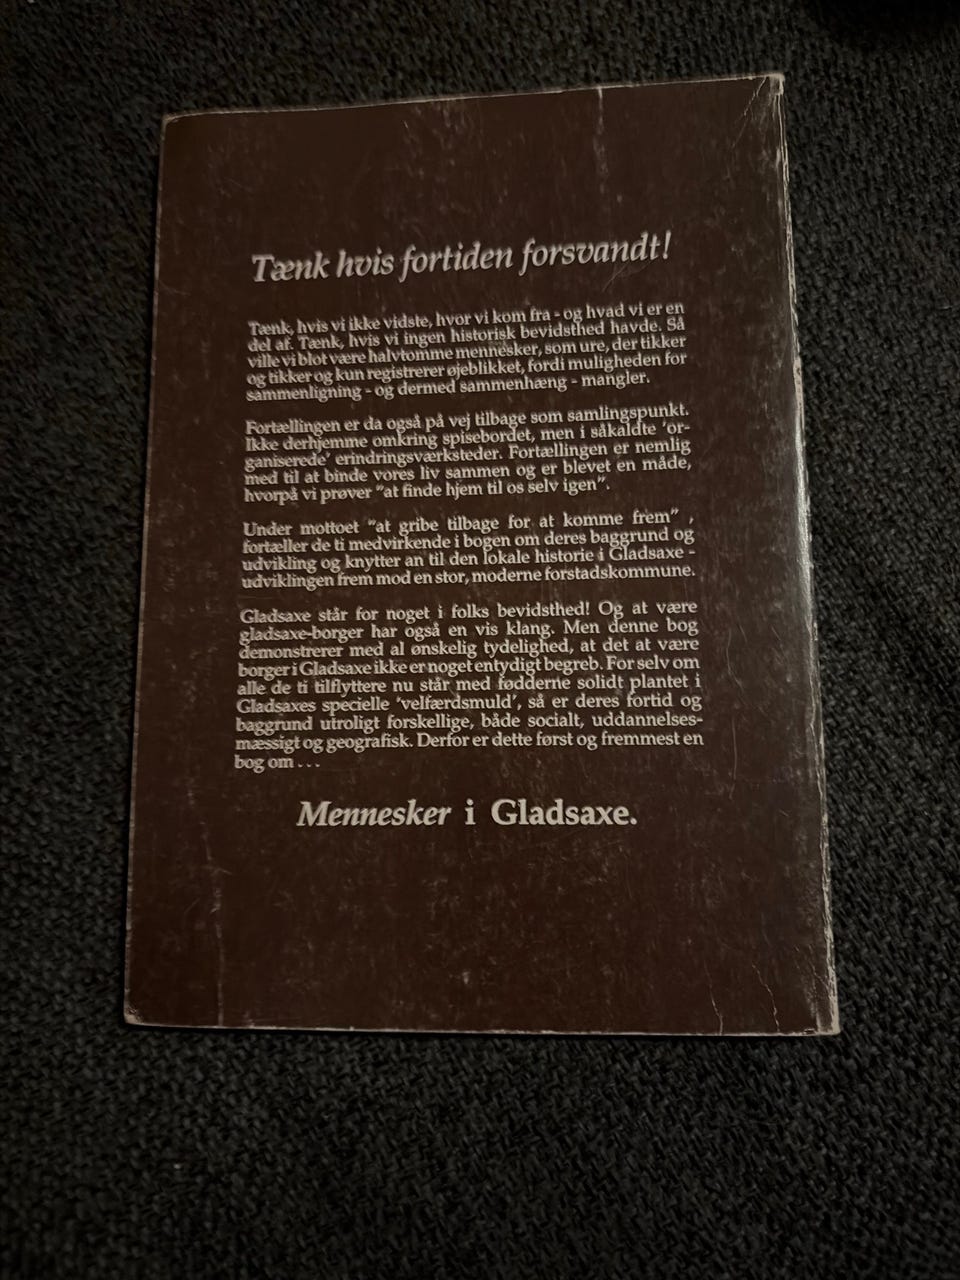 Tænk hvis fortiden forsvandt!
Tænk, hvis vi ikke vidste, hvor vi kom fra - og hvad vi er en
del af. Tænk, hvis vi ingen historisk bevidsthed havde. Så
ville vi blot være halvtomme mennesker, som ure, der tikker
og tikker og kun registrerer øjeblikket, fordi muligheden for
sammenligning - og dermed sammenhæng - mangler.
Fortællingen er da også på vej tilbage som samlingspunkt.
Ikke derhjemme omkring spisebordet, men i såkaldte 'or-
ganiserede' erindringsværksteder. Fortællingen er nemlig
med til at binde vores liv sammen og er blevet en måde,
hvorpå vi prøver "at finde hjem til os selv igen".
Under mottoet "at gribe tilbage for at komme frem" ,
fortæller de ti medvirkende i bogen om deres baggrund og
udvikling og knytter an til den lokale historie i Gladsaxe -
udviklingen frem mod en stor, moderne forstadskommune.
Gladsaxe står for noget i folks bevidsthed! Og at være
gladsaxe-borger har også en vis klang. Men denne bog
demonstrerer med al ønskelig tydelighed, at det at være
borger i Gladsaxe ikke er noget entydigt begreb. For selv om
alle de ti tilflyttere nu står med fødderne solidt plantet i
Gladsaxes specielle 'velfærdsmuld', så er deres fortid og
baggrund utroligt forskellige, både socialt, uddannelses-
mæssigt og geografisk. Derfor er dette først og fremmest en
bog om . . .
Mennesker i Gladsaxe.